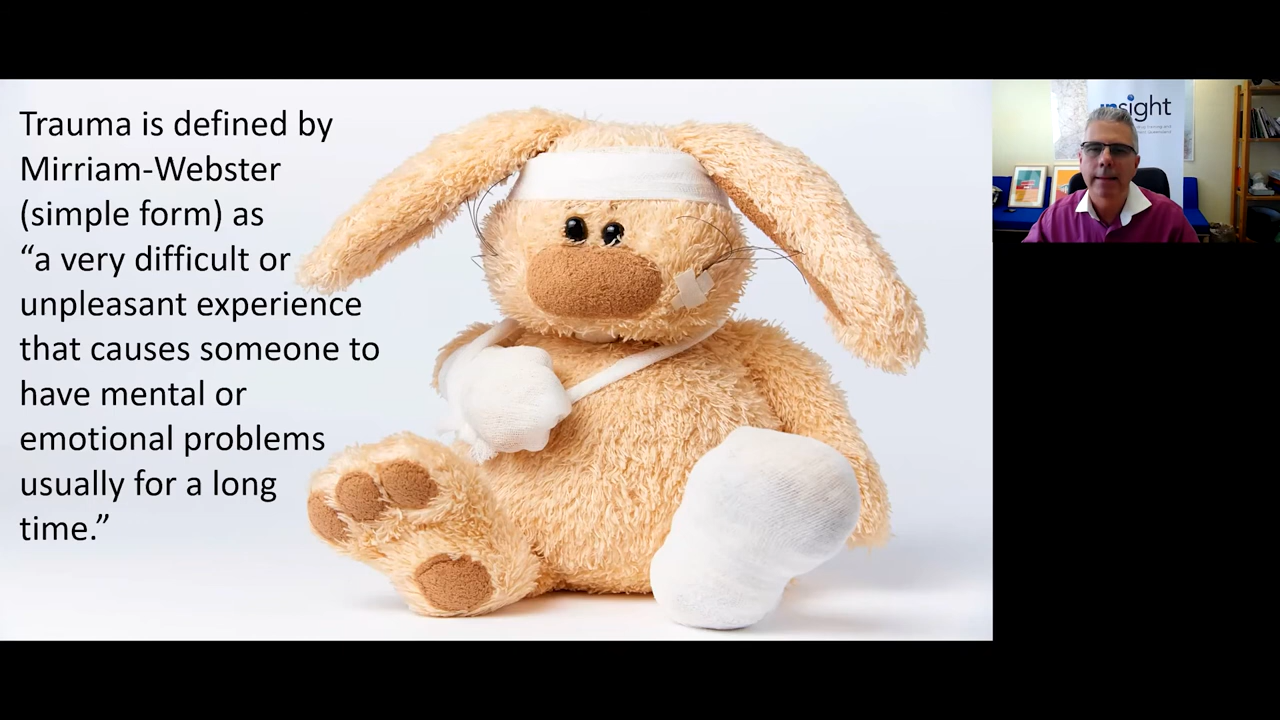 Trauma is defined by
Mirriam-Webster
(simple form) as
“a very difficult or
unpleasant experience
that causes someone to
have mental or
emotional problems
usually for a long
time.”
insight